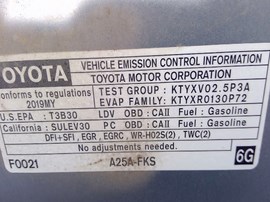 TOYOTA
VEHICLE EMISSION CONTROL INFORMATION
TOYOTA MOTOR CORPORATION
onforms to regulations
2019MY
TEST GROUP : KTYXV02.5P3A
EVAP FAMILY : KTYXR0130P72
U.S.EPA : T3B30 LDV OBD : CAII Fuel : Gasoline
California : SULEV30 PC OBD : CAII Fuel : Gasoline
DFI+SFI , EGR , EGRC , WR-HO2S(2) , TWC(2)
No adjustments needed.
F0021 A25A-FKS 6G